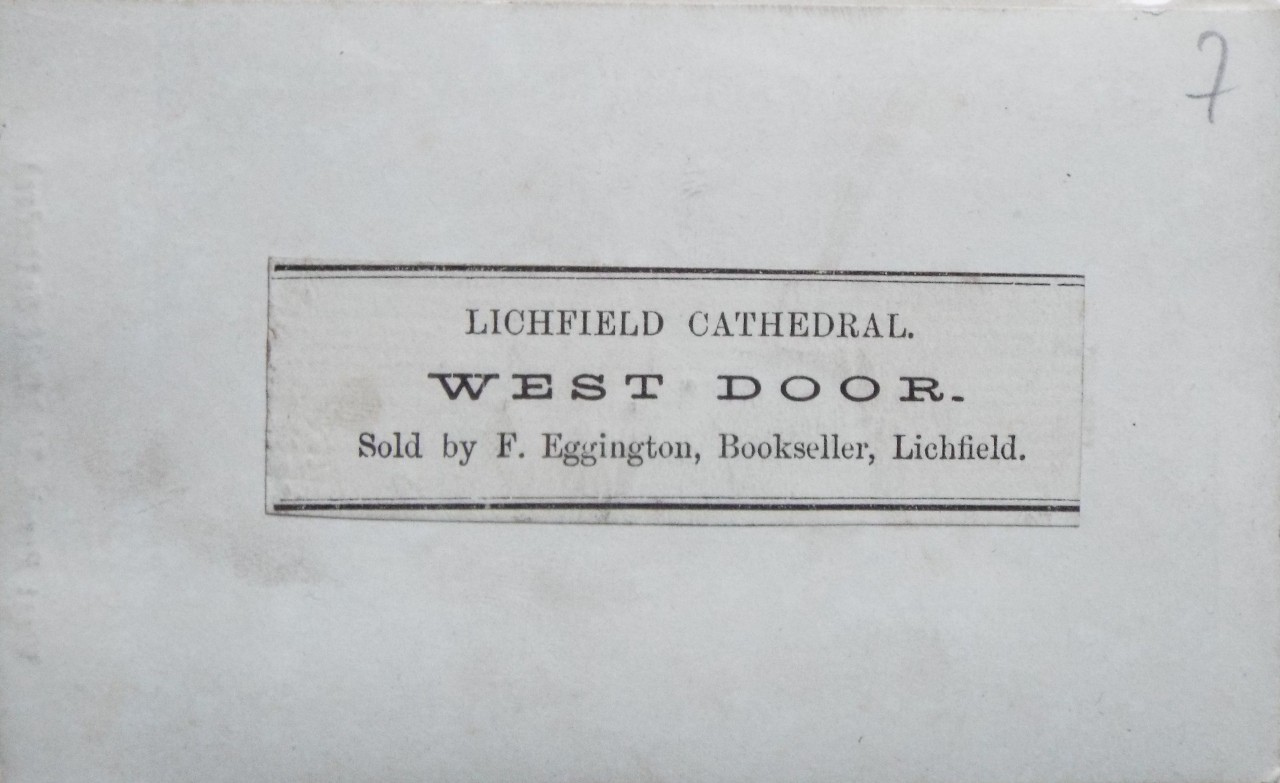 7
LICHFIELD CATHEDRAL.
WEST DOOR.
Sold by F. Eggington, Bookseller, Lichfield.